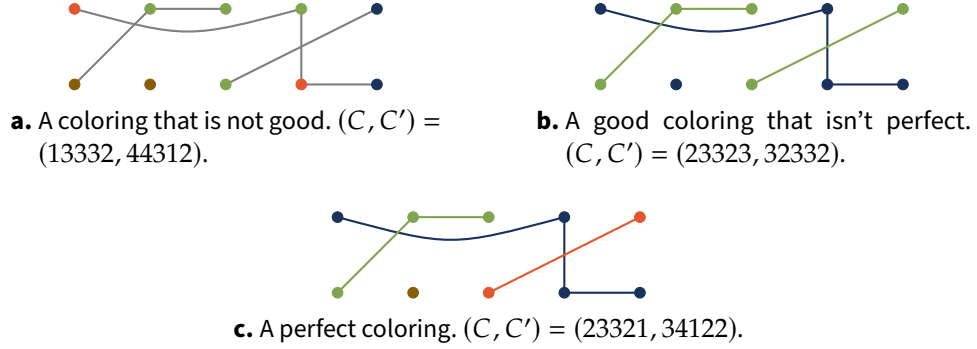 a. A coloring that is not good. (C, C′) =
(13332, 44312).
b. A good coloring that isn't perfect.
(C, C′) = (23323, 32332).
c. A perfect coloring. (C, C′) = (23321, 34122).